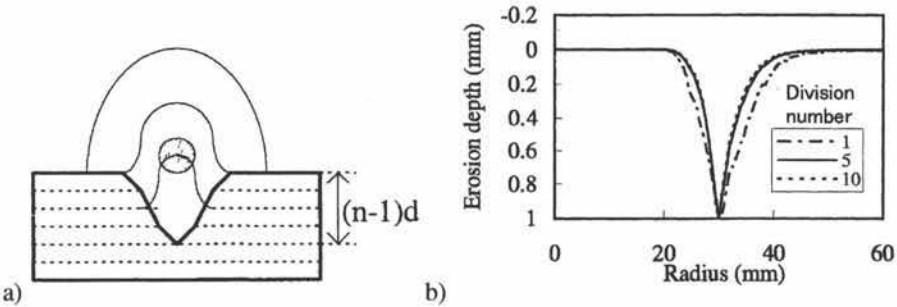 a)
(n-1)d
b)
Erosion depth (mm)
-0.2
0
0.2
0.4
0.6
0.8
1
0 20 40 60
Radius (mm)
Division
number
1
5
10